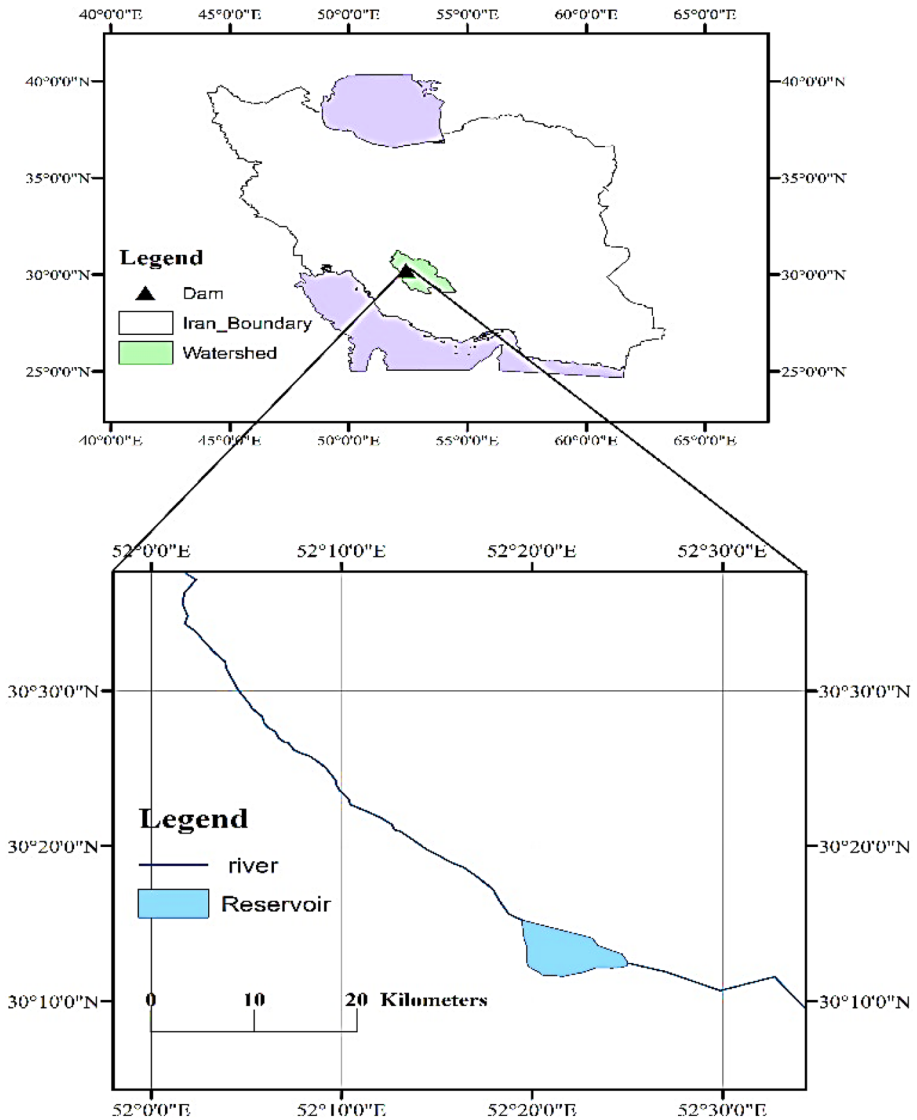 40°0'0"E 45°0'0"E 50°0'0"E 55°0'0"E 60°0'0"E 65°0'0"E
40°0'0"N 40°0'0"N
35°0'0"N 35°0'0"N
Legend
30°0'0"N 30°0'0"N
Dam
Iran_Boundary
Watershed
25°0'0"N 25°0'0"N
40°0'0"E 45°0'0"E 50°0'0"E 55°0'0"E 60°0'0"E 65°0'0"E
52°0'0"E 52°10'0"E 52°20'0"E 52°30'0"E
30°30'0"N 30°30'0"N
Legend
30°20'0"N 30°20'0"N
river
Reservoir
30°10'0"N 0 10 20 Kilometers 30°10'0"N
52°0'0"E 52°10'0"E 52°20'0"E 52°30'0"E